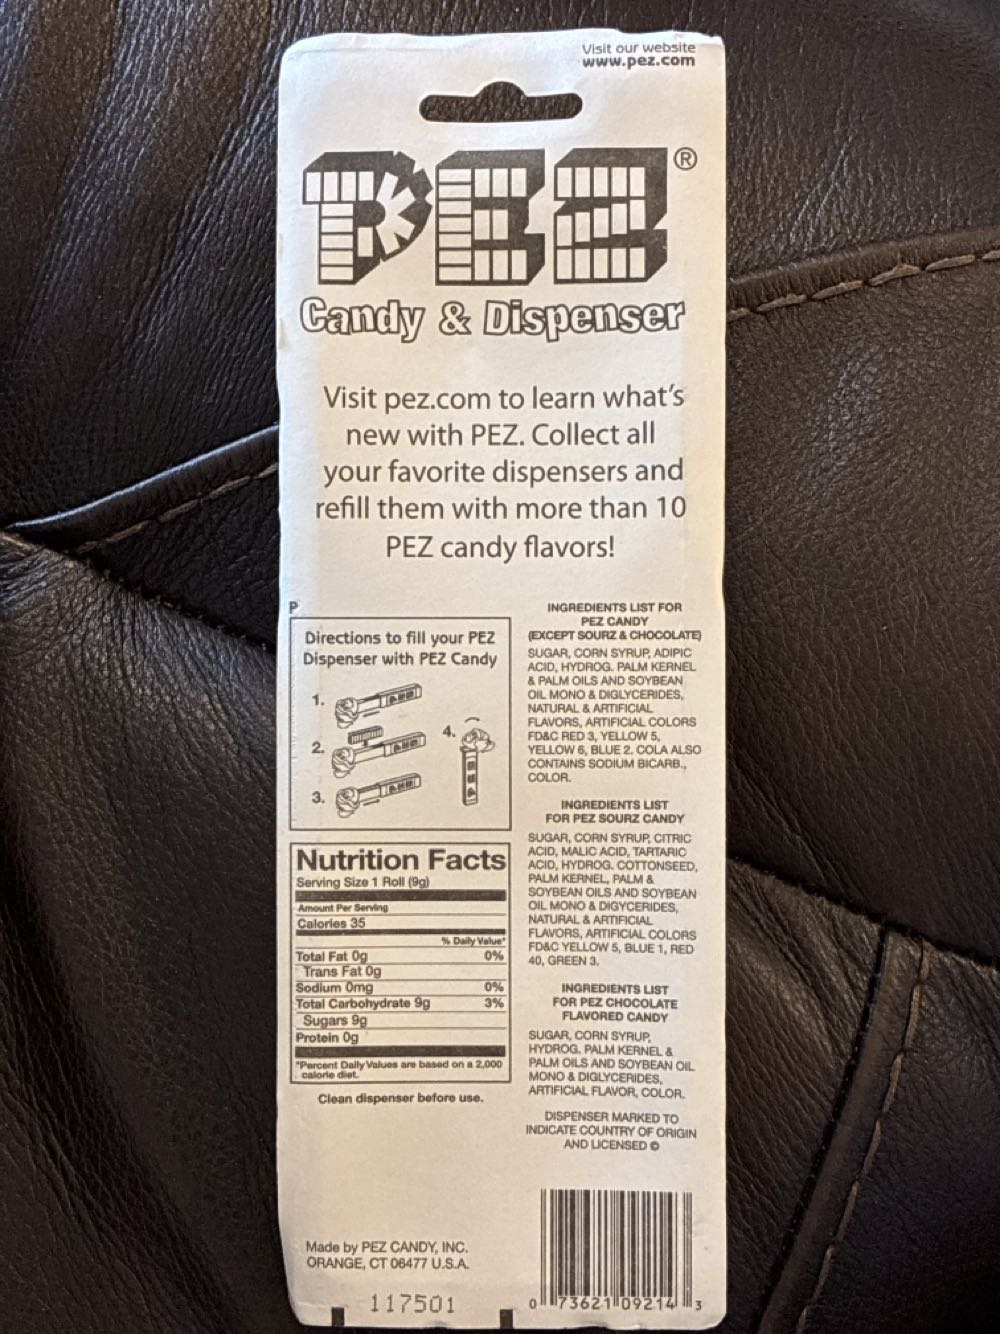 Visit our website
www.pez.com
PEZ®
Candy & Dispenser
Visit pez.com to learn what's
new with PEZ. Collect all
your favorite dispensers and
refill them with more than 10
PEZ candy flavors!
P
Directions to fill your PEZ
Dispenser with PEZ Candy
1.
2.
3.
4.
Nutrition Facts
Serving Size 1 Roll (9g)
Amount Per Serving
Calories 35
% Daily Value*
Total Fat 0g 0%
Trans Fat 0g
Sodium 0mg 0%
Total Carbohydrate 9g 3%
Sugars 9g
Protein 0g
*Percent Daily Values are based on a 2,000
calorie diet.
Clean dispenser before use.
INGREDIENTS LIST FOR
PEZ CANDY
(EXCEPT SOURZ & CHOCOLATE)
SUGAR, CORN SYRUP, ADIPIC
ACID, HYDROG. PALM KERNEL
& PALM OILS AND SOYBEAN
OIL MONO & DIGLYCERIDES,
NATURAL & ARTIFICIAL
FLAVORS, ARTIFICIAL COLORS
FD&C RED 3, YELLOW 5,
YELLOW 6, BLUE 2. COLA ALSO
CONTAINS SODIUM BICARB.,
COLOR.
INGREDIENTS LIST
FOR PEZ SOURZ CANDY
SUGAR, CORN SYRUP, CITRIC
ACID, MALIC ACID, TARTARIC
ACID, HYDROG. COTTONSEED,
PALM KERNEL, PALM &
SOYBEAN OILS AND SOYBEAN
OIL MONO & DIGYCERIDES,
NATURAL & ARTIFICIAL
FLAVORS, ARTIFICIAL COLORS
FD&C YELLOW 5, BLUE 1, RED
40, GREEN 3.
INGREDIENTS LIST
FOR PEZ CHOCOLATE
FLAVORED CANDY
SUGAR, CORN SYRUP,
HYDROG. PALM KERNEL &
PALM OILS AND SOYBEAN OIL
MONO & DIGLYCERIDES,
ARTIFICIAL FLAVOR, COLOR.
DISPENSER MARKED TO
INDICATE COUNTRY OF ORIGIN
AND LICENSED ©
Made by PEZ CANDY, INC.
ORANGE, CT 06477 U.S.A.
117501
0 73621 09214 3